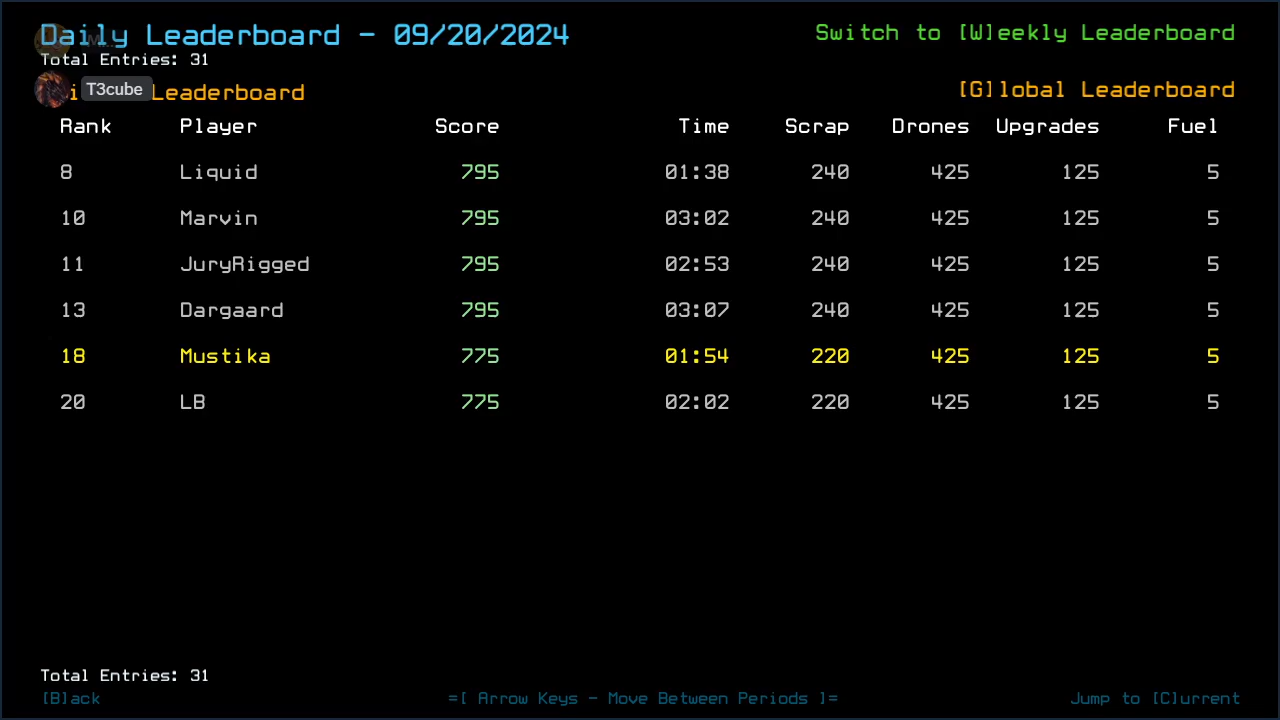 Daily Leaderboard - 09/20/2024
Switch to [W]eekly Leaderboard
Total Entries: 31
T3cube
Leaderboard
[G]lobal Leaderboard
Rank Player Score Time Scrap Drones Upgrades Fuel
8 Liquid 795 01:38 240 425 125 5
10 Marvin 795 03:02 240 425 125 5
11 JuryRigged 795 02:53 240 425 125 5
13 Dargaard 795 03:07 240 425 125 5
18 Mustika 775 01:54 220 425 125 5
20 LB 775 02:02 220 425 125 5
Total Entries: 31
[B]ack
=[ Arrow Keys - Move Between Periods ]=
Jump to [C]urrent